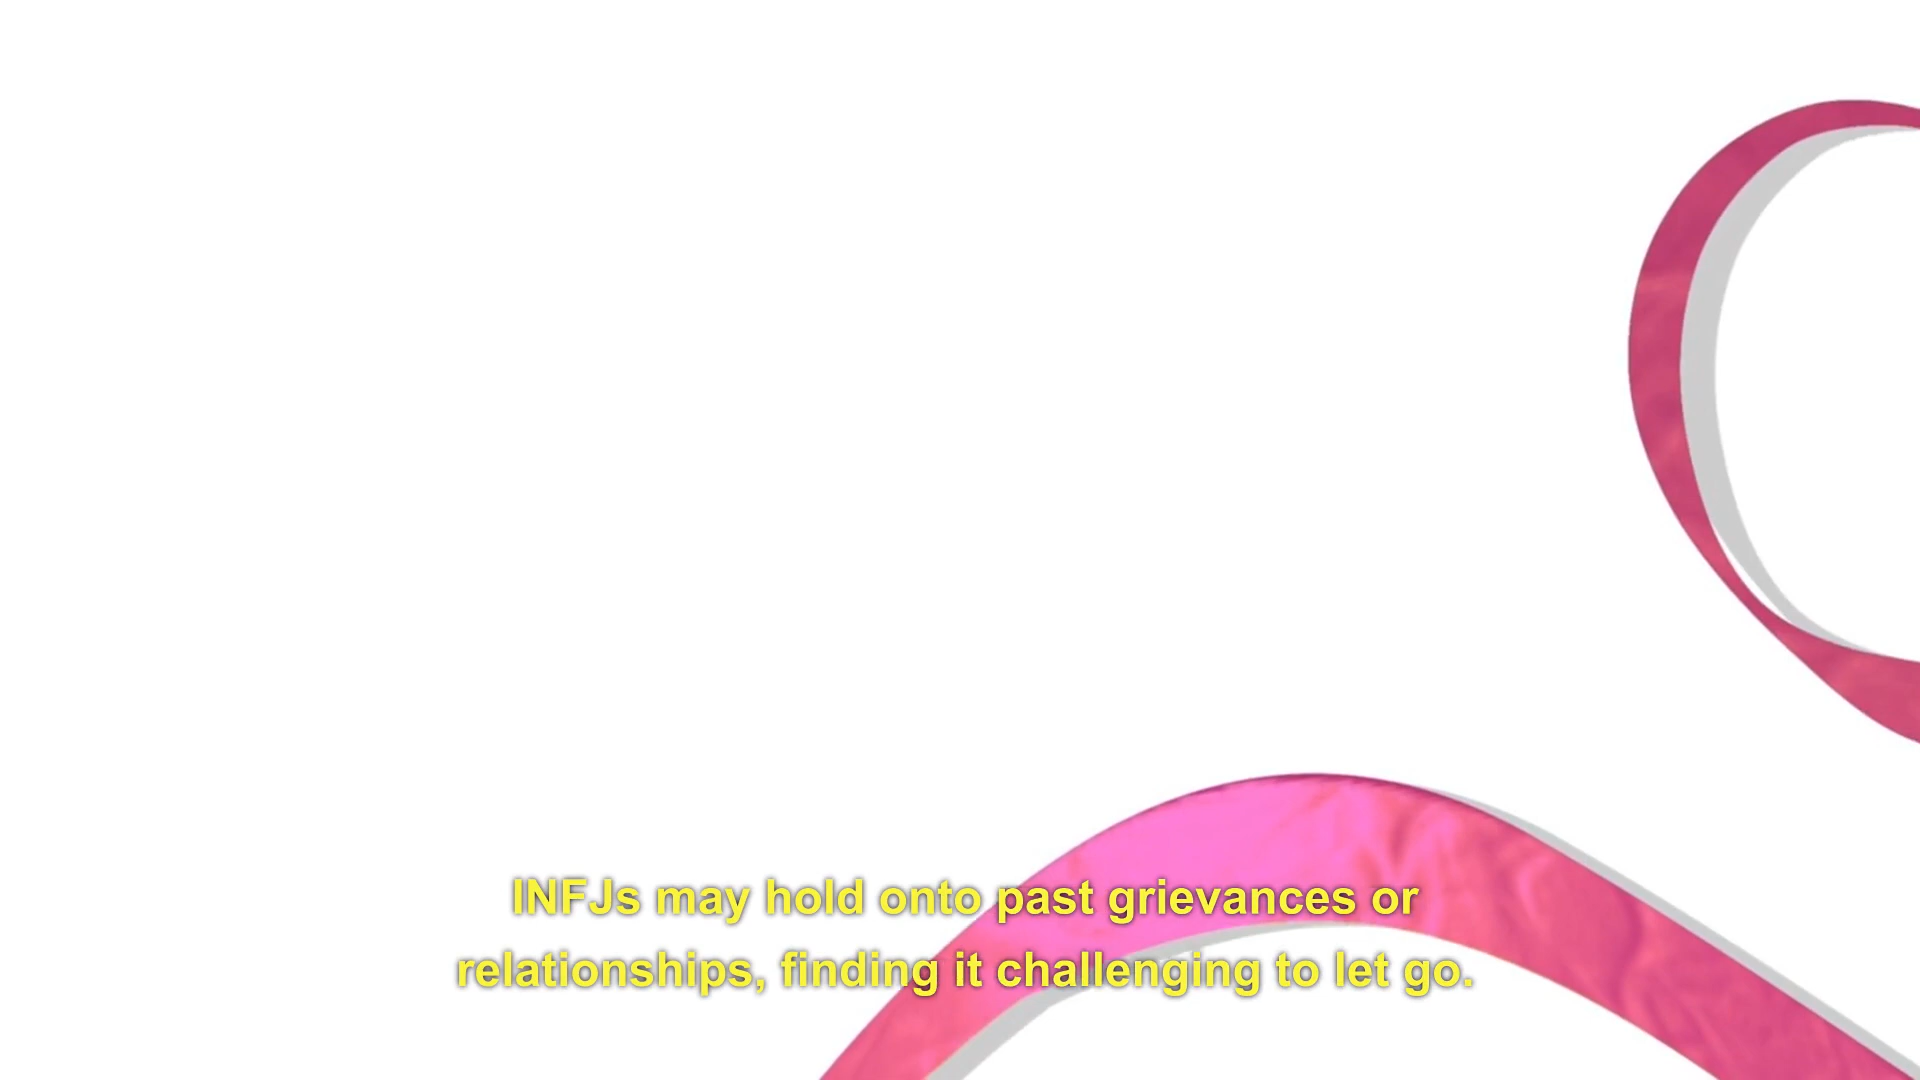 INFJs may hold onto past grievances or
relationships, finding it challenging to let go.